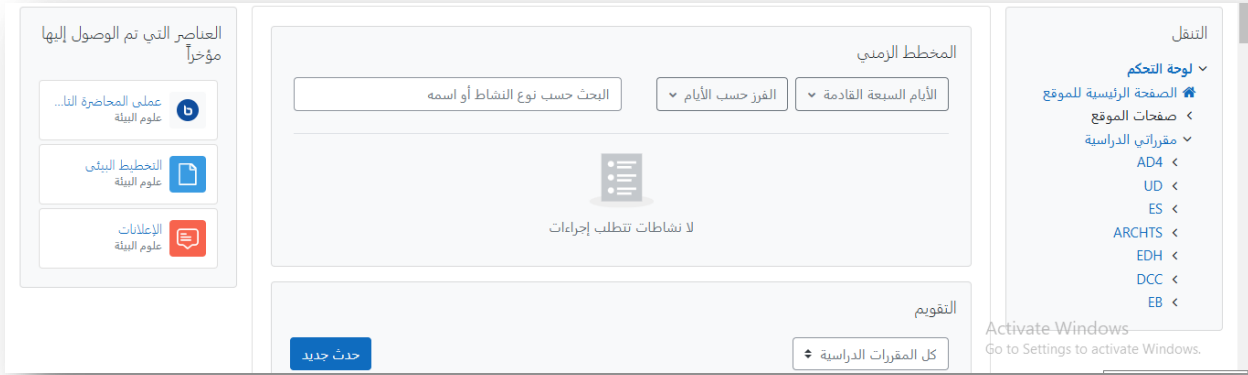 التنقل
لوحة التحكم
الصفحة الرئيسية للموقع
صفحات الموقع
مقرراتي الدراسية
AD4
UD
ES
ARCHTS
EDH
DCC
EB
المخطط الزمني
الأيام السبعة القادمة
الفرز حسب الأيام
البحث حسب نوع النشاط أو اسمه
لا نشاطات تتطلب إجراءات
التقويم
كل المقررات الدراسية
حدث جديد
العناصر التي تم الوصول إليها
مؤخراً
عملى المحاضرة التا...
علوم البيئة
التخطيط البيئى
علوم البيئة
الإعلانات
علوم البيئة
Activate Windows
Go to Settings to activate Windows.